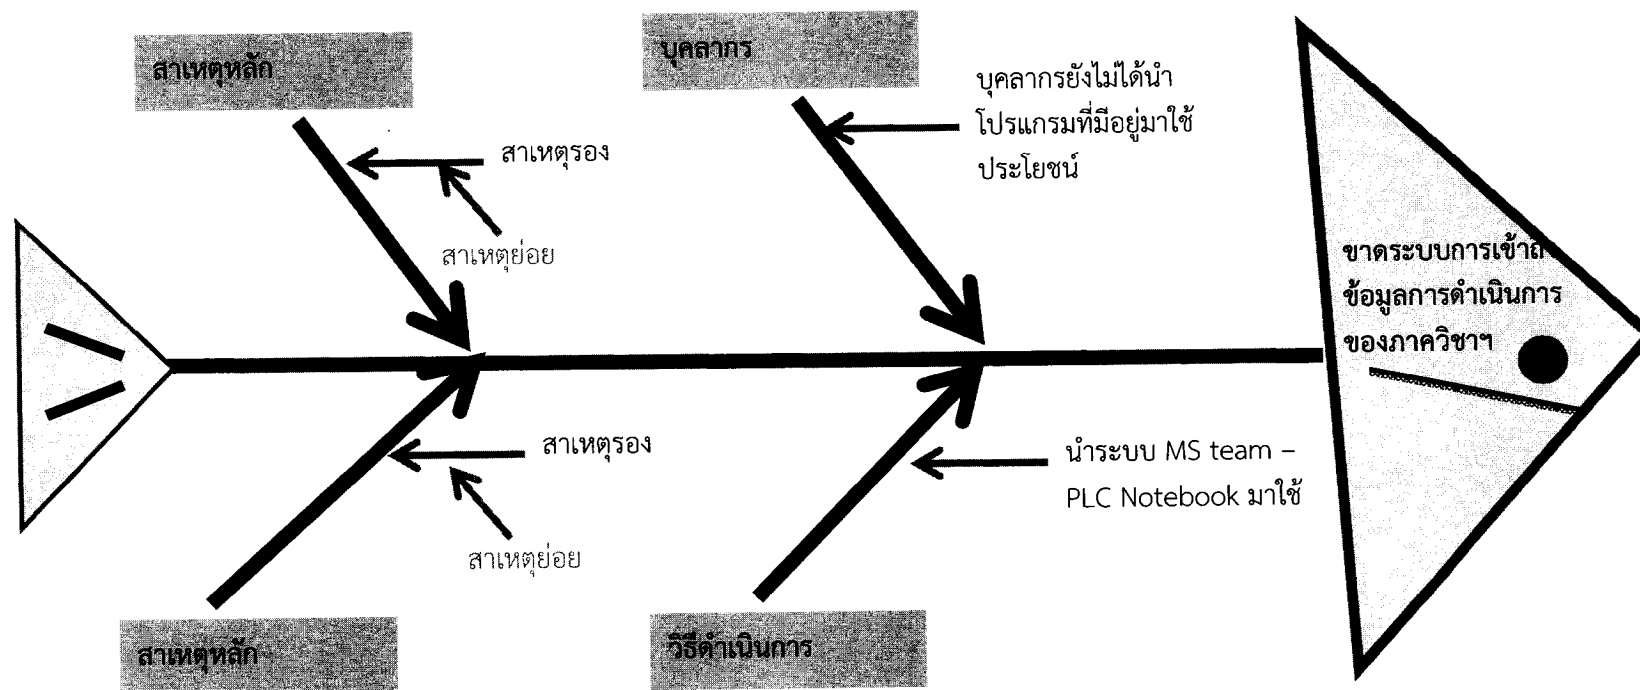 สาเหตุหลัก
บุคลากร
สาเหตุรอง
สาเหตุย่อย
บุคลากรยังไม่ได้นำ
โปรแกรมที่มีอยู่มาใช้
ประโยชน์
ขาดระบบการเข้าถึ
ข้อมูลการดำเนินการ
ของภาควิชาฯ
สาเหตุรอง
สาเหตุย่อย
นำระบบ MS team –
PLC Notebook มาใช้
สาเหตุหลัก
วิธีดำเนินการ